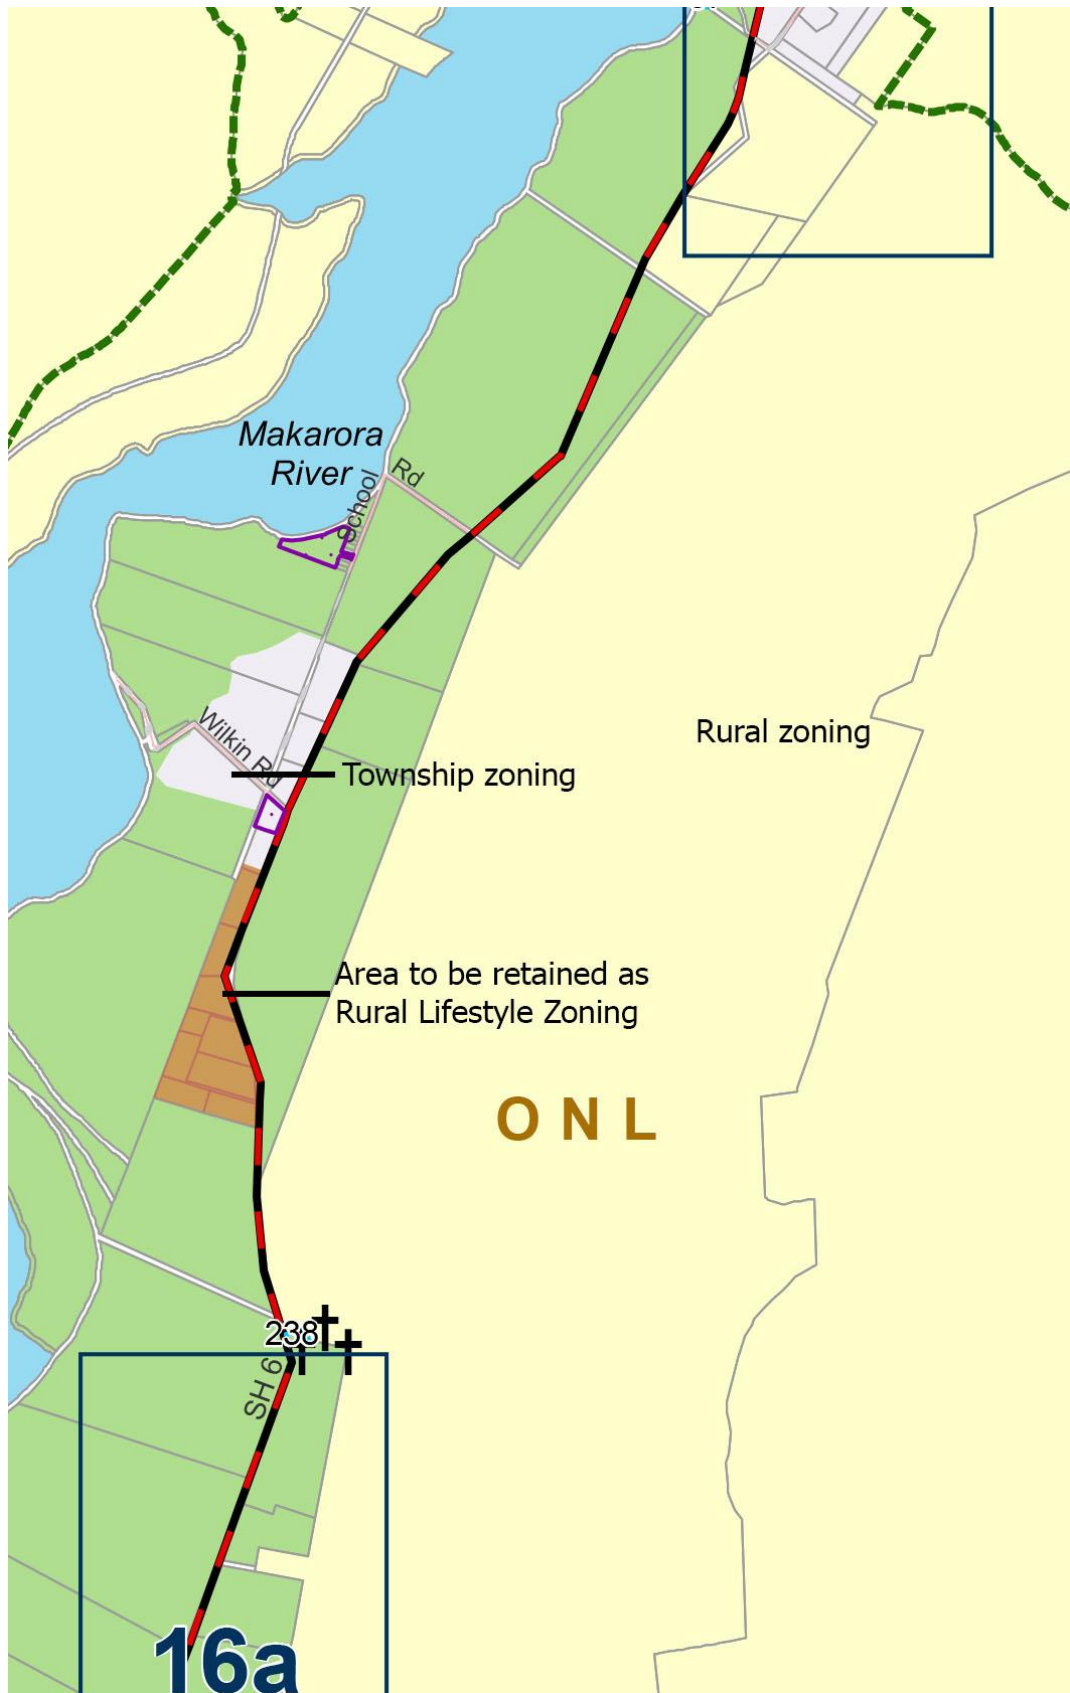 Makarora
River
School
Rd
Wilkin Rd
Rural zoning
Township zoning
Area to be retained as
Rural Lifestyle Zoning
O N L
238
SH 6
16a